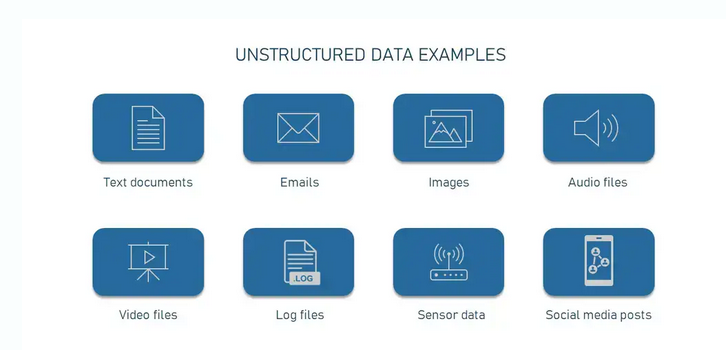 UNSTRUCTURED DATA EXAMPLES
Text documents
Emails
Images
Audio files
.LOG
Video files
Log files
Sensor data
Social media posts